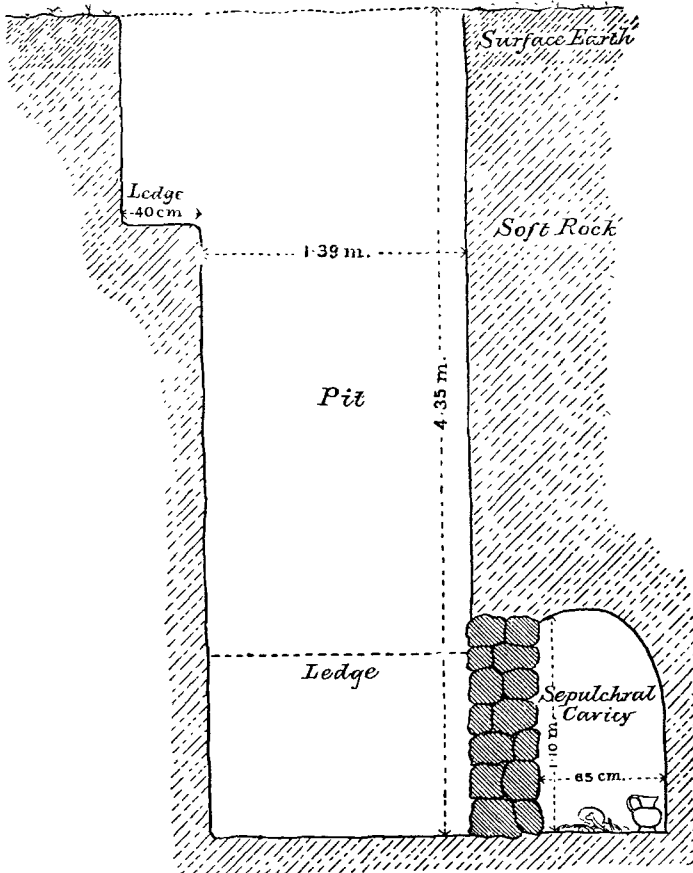 Surface Earth
Ledge
40 cm
Soft Rock
1·39 m.
Pit
4·35 m.
Ledge
Sepulchral
Cavity
1·10 m.
65 cm.